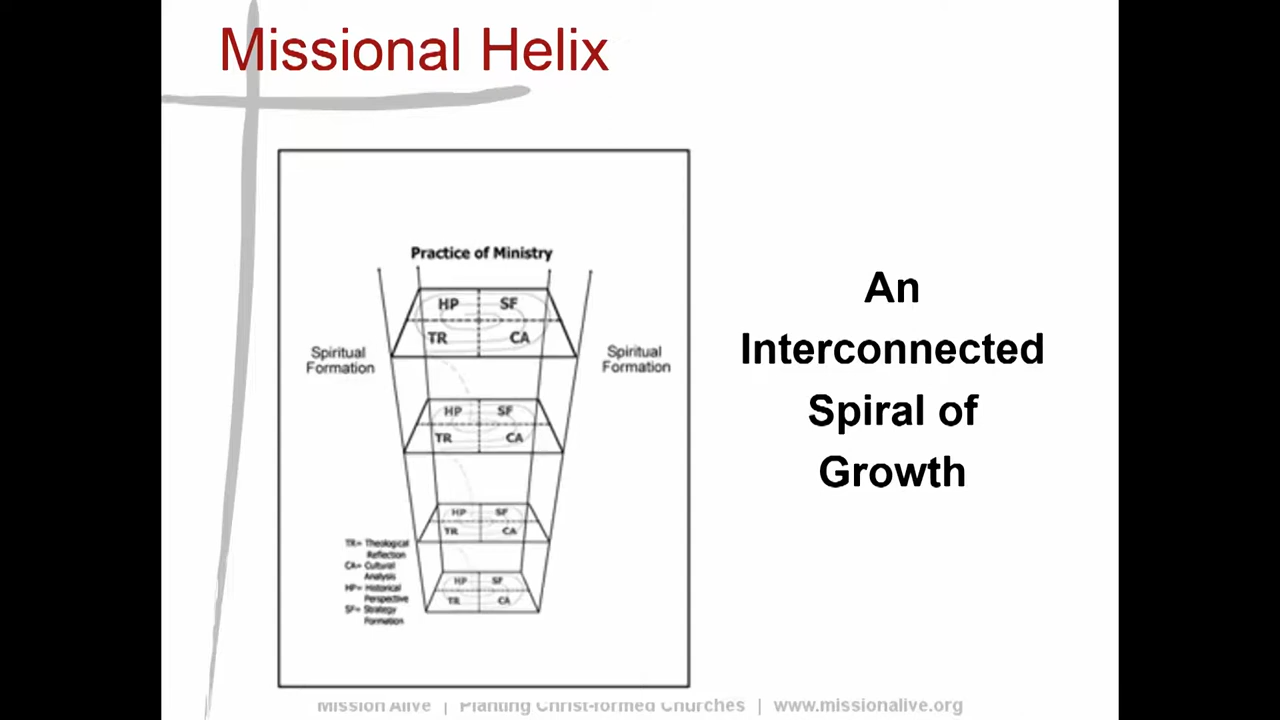 Missional Helix
Practice of Ministry
HP SF
TR CA
Spiritual
Formation
Spiritual
Formation
HP SF
TR CA
HP SF
TR CA
HP SF
TR CA
TR= Theological
Reflection
CA= Cultural
Analysis
HP= Historical
Perspective
SF= Strategy
Formation
An
Interconnected
Spiral of
Growth
Mission Alive | Planting Christ-formed Churches | www.missionalive.org